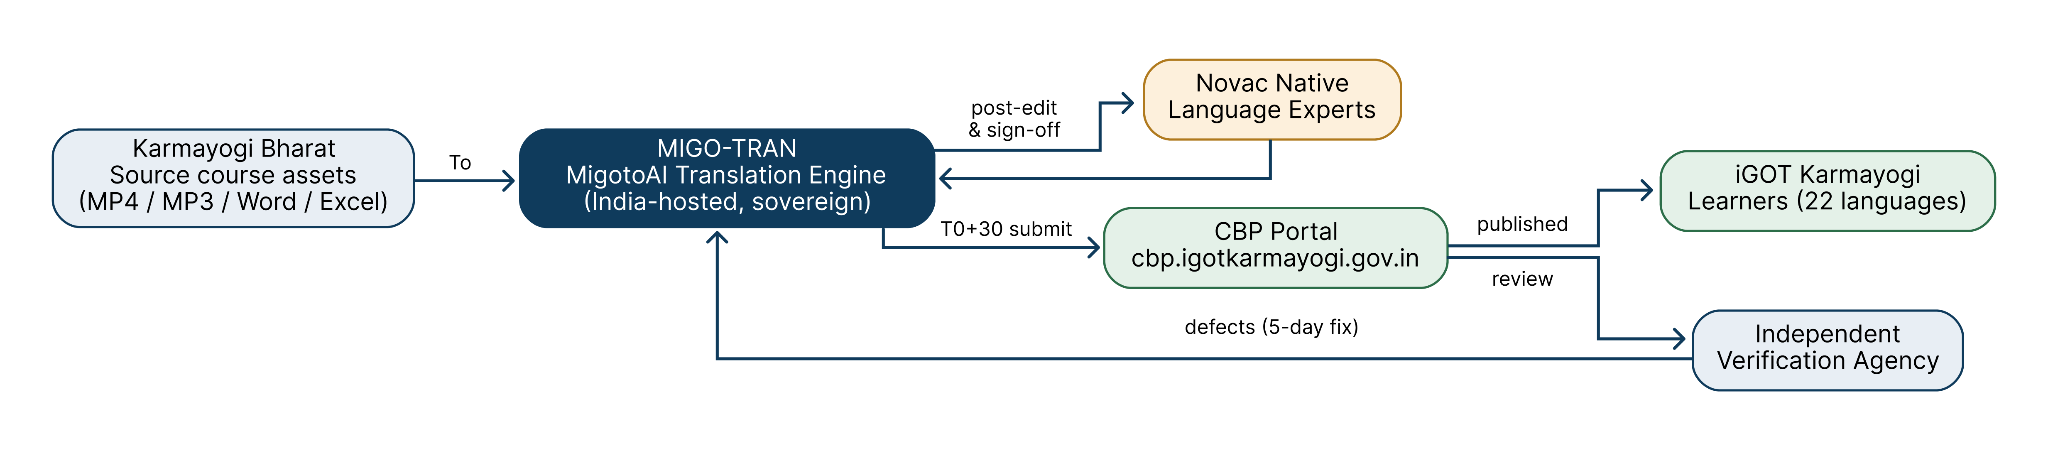 Karmayogi Bharat
Source course assets
(MP4 / MP3 / Word / Excel)
To
MIGO-TRAN
MigotoAI Translation Engine
(India-hosted, sovereign)
post-edit
& sign-off
Novac Native
Language Experts
T0+30 submit
CBP Portal
cbp.igotkarmayogi.gov.in
published
iGOT Karmayogi
Learners (22 languages)
review
Independent
Verification Agency
defects (5-day fix)